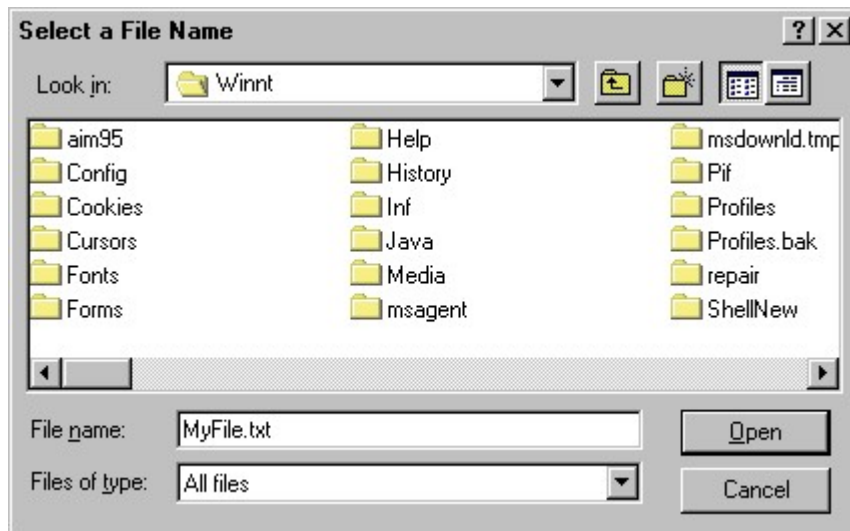 Select a File Name
Look in: Winnt
aim95 Help msdownld.tmp
Config History Pif
Cookies Inf Profiles
Cursors Java Profiles.bak
Fonts Media repair
Forms msagent ShellNew
File name: MyFile.txt Open
Files of type: All files Cancel